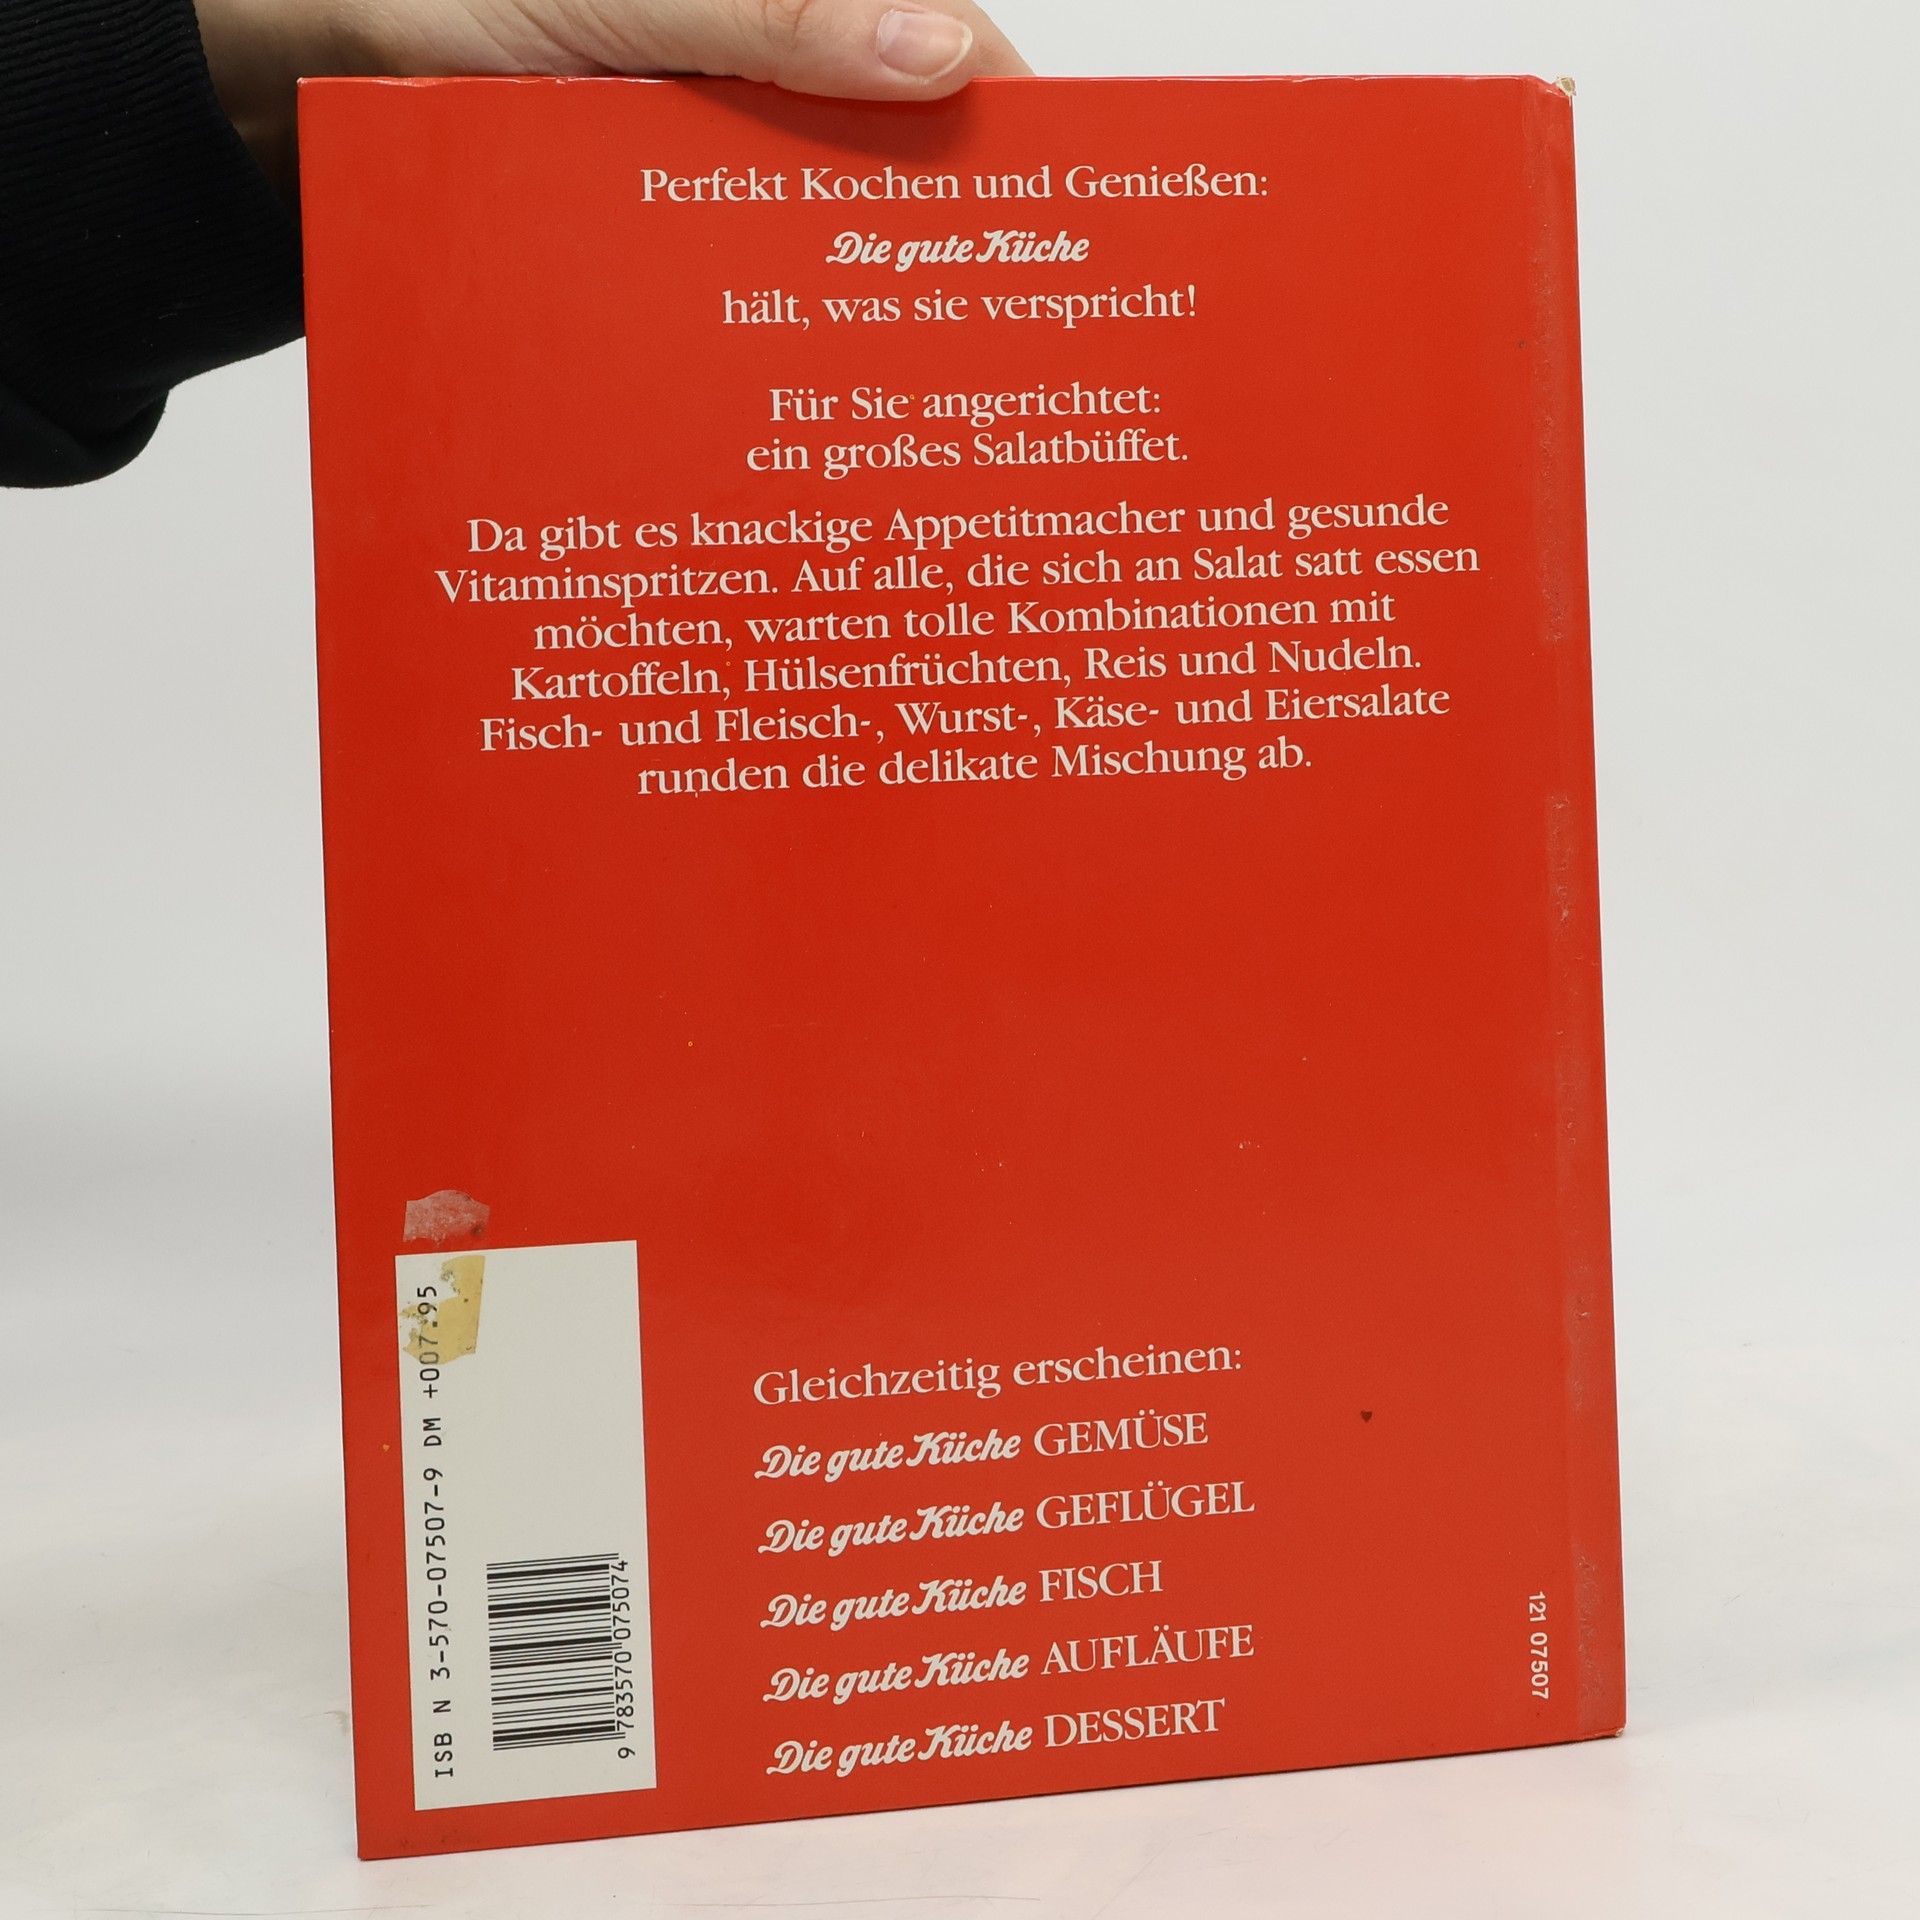 Perfekt Kochen und Genießen:
Die gute Küche
hält, was sie verspricht!
Für Sie angerichtet:
ein großes Salatbüffet.
Da gibt es knackige Appetitmacher und gesunde
Vitaminspritzen. Auf alle, die sich an Salat satt essen
möchten, warten tolle Kombinationen mit
Kartoffeln, Hülsenfrüchten, Reis und Nudeln.
Fisch- und Fleisch-, Wurst-, Käse- und Eiersalate
runden die delikate Mischung ab.
Gleichzeitig erscheinen:
Die gute Küche GEMÜSE
Die gute Küche GEFLÜGEL
Die gute Küche FISCH
Die gute Küche AUFLÄUFE
Die gute Küche DESSERT
ISB N 3-570-07507-9 DM +007.95
9 783570 075074
121 07507